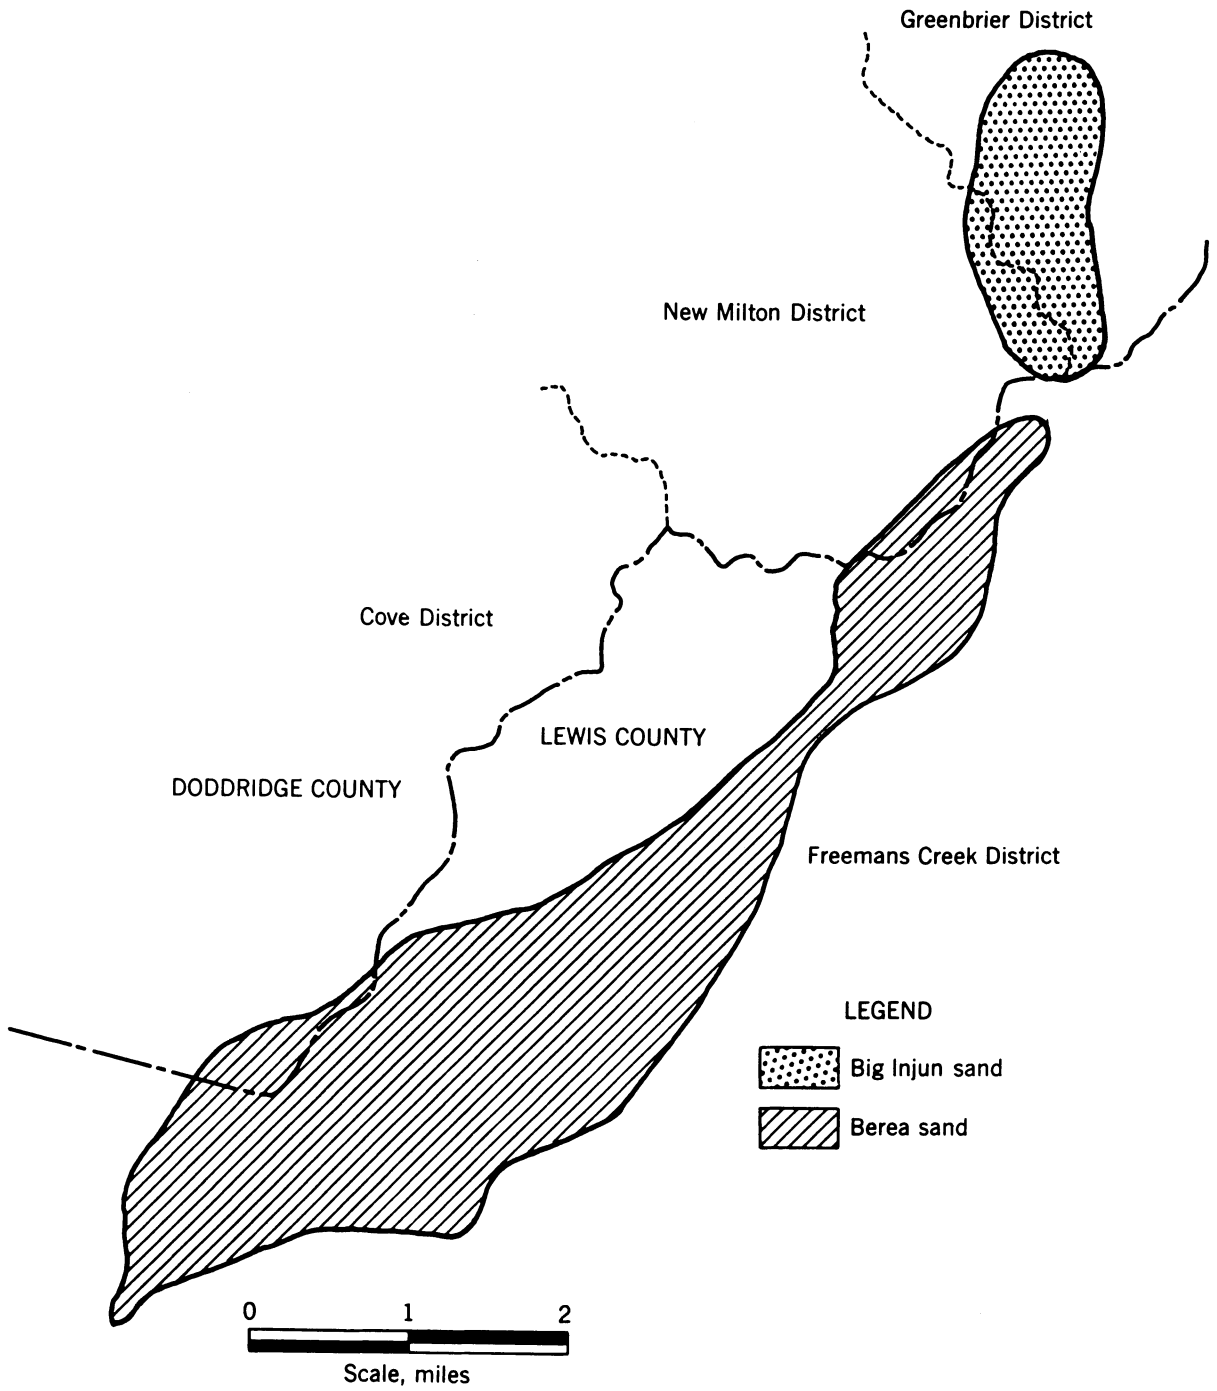 Greenbrier District
New Milton District
Cove District
LEWIS COUNTY
DODDRIDGE COUNTY
Freemans Creek District
LEGEND
Big Injun sand
Berea sand
0 1 2
Scale, miles